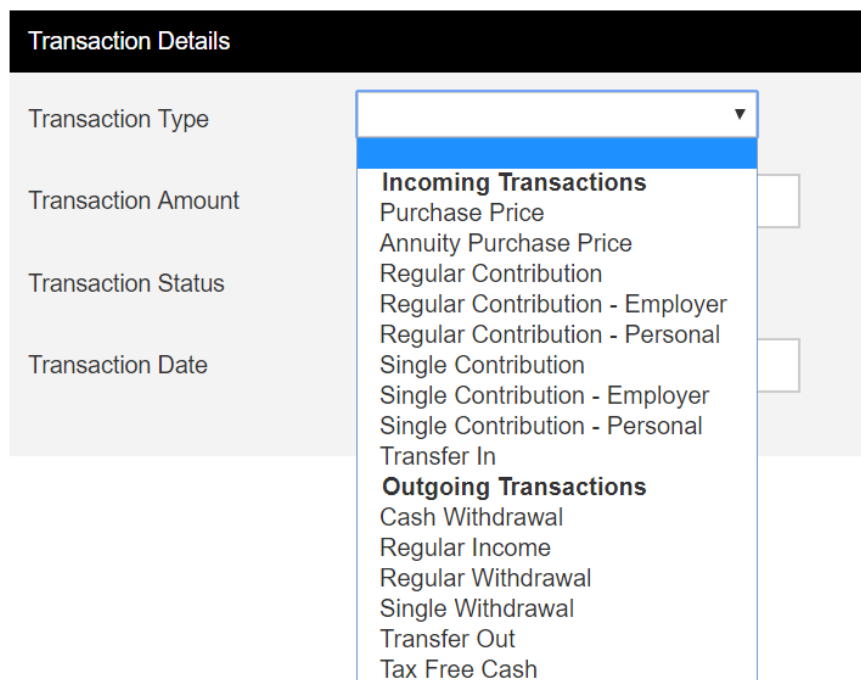 Transaction Details
Transaction Type
Transaction Amount
Transaction Status
Transaction Date
Incoming Transactions
Purchase Price
Annuity Purchase Price
Regular Contribution
Regular Contribution - Employer
Regular Contribution - Personal
Single Contribution
Single Contribution - Employer
Single Contribution - Personal
Transfer In
Outgoing Transactions
Cash Withdrawal
Regular Income
Regular Withdrawal
Single Withdrawal
Transfer Out
Tax Free Cash